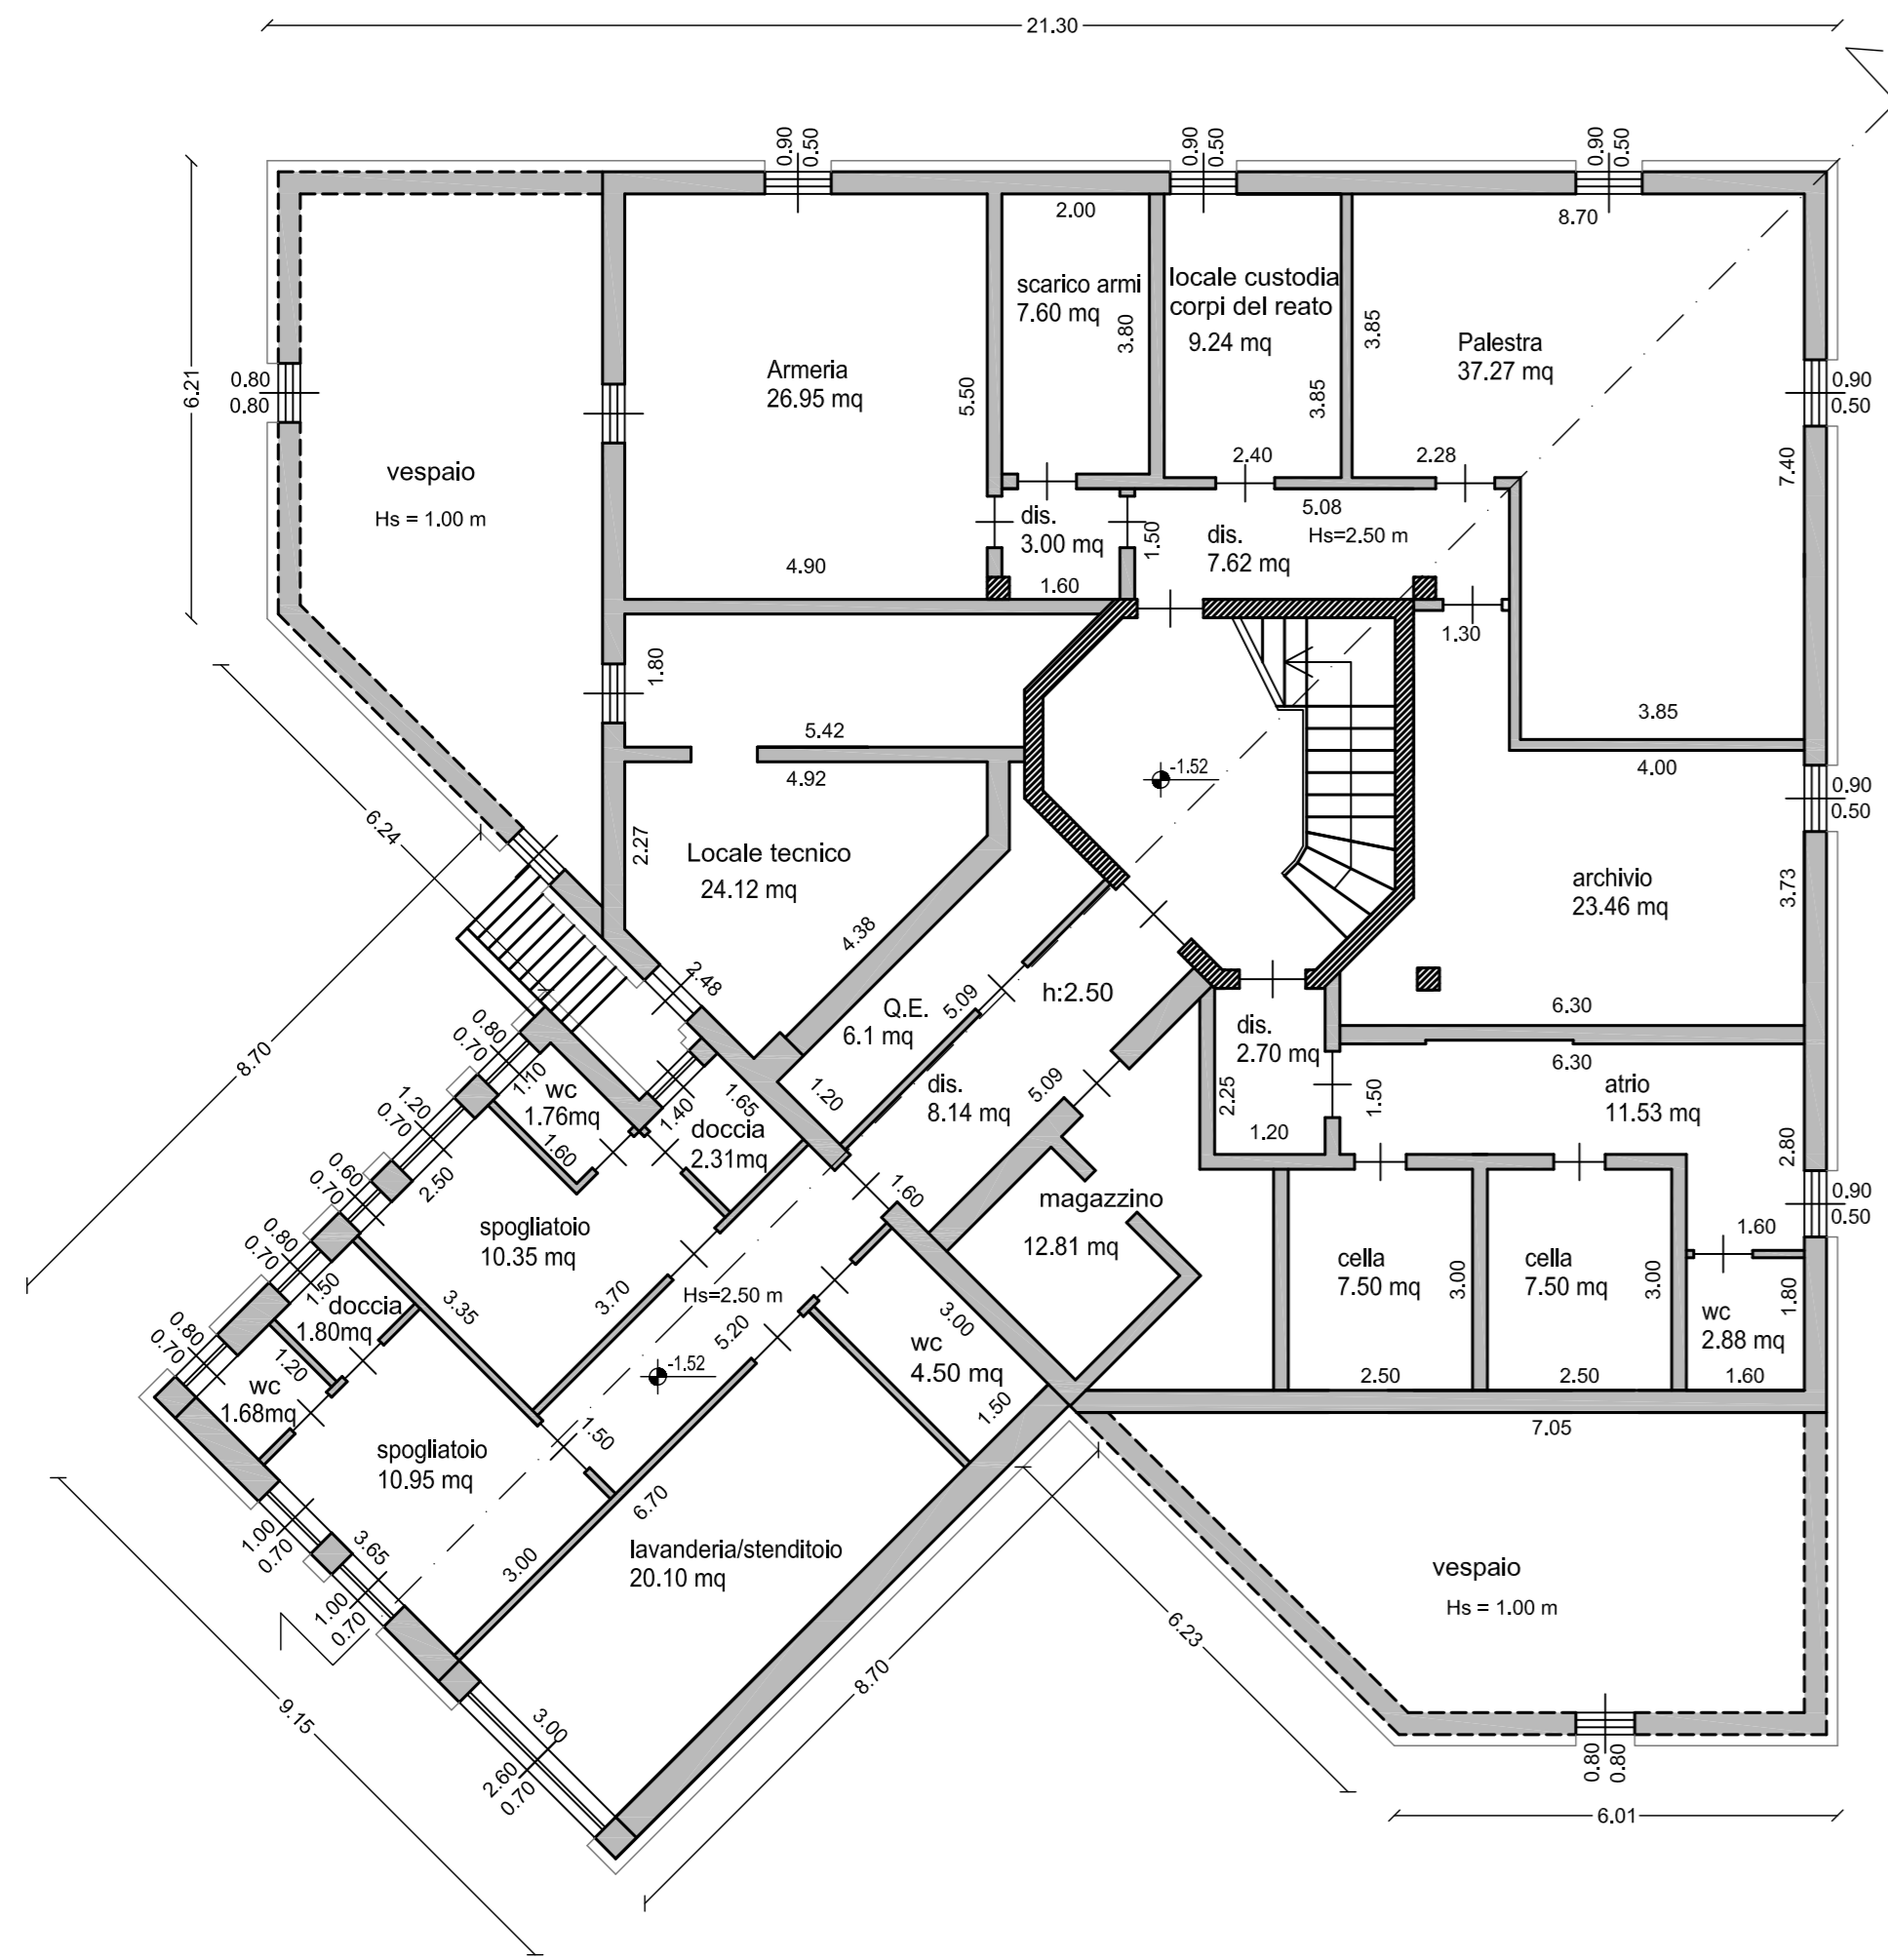 21.30
0.90
0.50
0.90
0.50
0.90
0.50
6.21
2.00
8.70
scarico armi
7.60 mq
3.80
locale custodia
corpi del reato
9.24 mq
3.85
3.85
Palestra
37.27 mq
0.80
0.80
Armeria
26.95 mq
5.50
0.90
0.50
vespaio
Hs = 1.00 m
2.40
2.28
7.40
dis.
3.00 mq
1.50
5.08
dis.
7.62 mq
Hs=2.50 m
4.90
1.60
1.30
1.80
5.42
4.92
3.85
4.00
-1.52
0.90
0.50
6.24
2.27
Locale tecnico
24.12 mq
4.38
archivio
23.46 mq
3.73
2.48
Q.E.
6.1 mq
5.09
h:2.50
6.30
dis.
2.70 mq
6.30
8.70
0.80
0.70
1.10
wc
1.76mq
1.60
1.40
1.65
doccia
2.31mq
1.20
dis.
8.14 mq
5.09
2.25
1.20
1.50
atrio
11.53 mq
2.80
1.20
0.70
2.50
0.60
0.70
1.60
magazzino
12.81 mq
0.90
0.50
1.60
spogliatoio
10.35 mq
3.70
Hs=2.50 m
5.20
cella
7.50 mq
3.00
cella
7.50 mq
3.00
1.80
wc
2.88 mq
0.80
0.70
1.50
doccia
1.80mq
3.35
3.00
wc
4.50 mq
1.50
-1.52
2.50
2.50
1.60
0.80
0.70
1.20
wc
1.68mq
7.05
spogliatoio
10.95 mq
1.50
6.70
1.00
0.70
3.65
3.00
lavanderia/stenditoio
20.10 mq
1.00
0.70
vespaio
Hs = 1.00 m
6.23
8.70
9.15
3.00
2.60
0.70
0.80
0.80
6.01